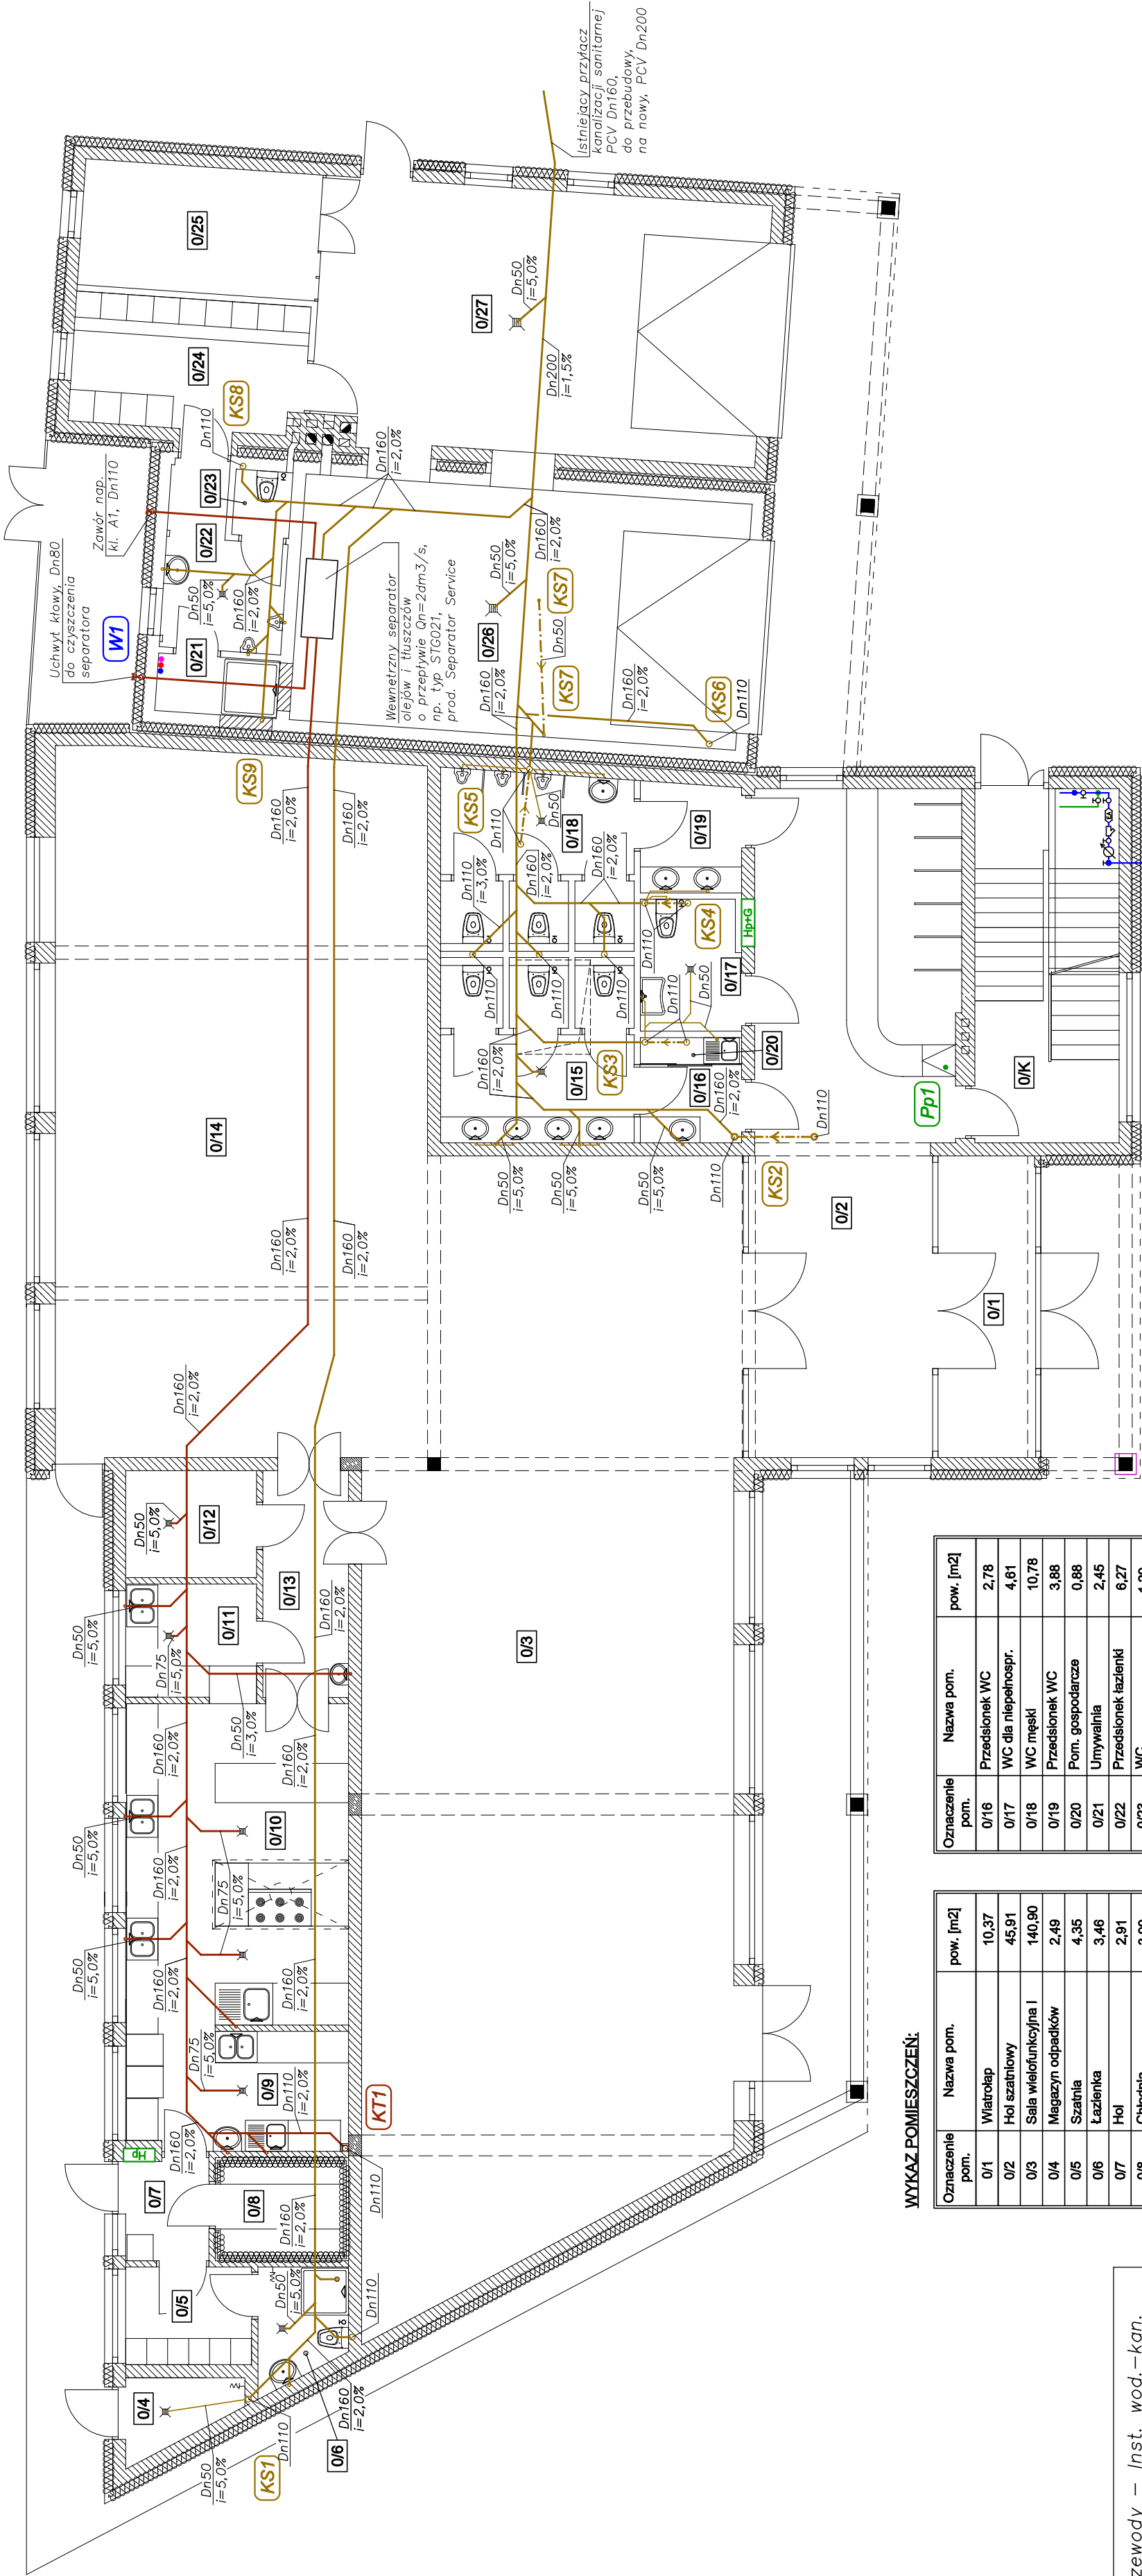 Istniejący przyłącz
kanalizacji sanitarnej
PCV Dn160,
do przebudowy,
na nowy, PCV Dn200
0/25
0/24
KS8
Dn110
0/23
Zawór nap.
kl. A1, Dn110
0/22
Uchwyt kłowy, Dn80
do czyszczenia
separatora
W1
0/21
Dn50
i=5,0%
Dn160
i=2,0%
Dn160
i=2,0%
0/27
Dn50
i=5,0%
Dn200
i=1,5%
Dn160
i=2,0%
Dn50
i=5,0%
0/26
KS7
Dn50
KS7
Dn160
i=2,0%
Dn160
i=2,0%
KS6
Dn110
Wewnetrzny separator
olejów i tłuszczów
o przepływie Qn=2dm3/s,
np. typ STG021,
prod. Separator Service
KS9
Dn160
i=2,0%
Dn160
i=2,0%
KS5
Dn110
Dn50
0/18
Dn110
i=3,0%
Dn160
i=2,0%
Dn160
i=2,0%
0/19
Dn110
KS4
Hp+G
Dn110
Dn110
Dn110
Dn110
Dn50
0/17
0/20
Dn160
i=2,0%
0/15
KS3
0/16
Dn160
i=2,0%
Dn50
i=5,0%
Dn50
i=5,0%
Dn50
i=5,0%
Dn110
KS2
Dn110
Pp1
0/K
0/14
Dn160
i=2,0%
Dn160
i=2,0%
0/2
0/1
Dn160
i=2,0%
Dn50
i=5,0%
0/12
0/13
Dn50
i=5,0%
Dn75
i=5,0%
0/11
Dn160
i=2,0%
Dn160
i=2,0%
Dn50
i=3,0%
Dn160
i=2,0%
0/3
Dn50
i=5,0%
Dn160
i=2,0%
0/10
Dn75
i=5,0%
Dn50
i=5,0%
Dn160
i=2,0%
Dn160
i=2,0%
Dn75
i=5,0%
0/9
Dn110
i=2,0%
KT1
Hp
Dn160
i=2,0%
Dn110
0/7
0/8
Dn160
i=2,0%
0/5
Dn50
i=5,0%
Dn110
0/4
Dn160
i=2,0%
0/6
Dn110
Dn50
i=5,0%
KS1
WYKAZ POMIESZCZEŃ:
Oznaczenie pom. Nazwa pom. pow. [m2]
0/1 Wiatrołap 10,37
0/2 Hol szatniowy 45,91
0/3 Sala wielofunkcyjna I 140,90
0/4 Magazyn odpadków 2,49
0/5 Szatnia 4,35
0/6 Łazienka 3,46
0/7 Hol 2,91
Oznaczenie pom. Nazwa pom. pow. [m2]
0/16 Przedsionek WC 2,78
0/17 WC dla niepełnospr. 4,61
0/18 WC męski 10,78
0/19 Przedsionek WC 3,88
0/20 Pom. gospodarcze 0,88
0/21 Umywalnia 2,45
0/22 Przedsionek łazienki 6,27
zewody – Inst. wod.–kan.